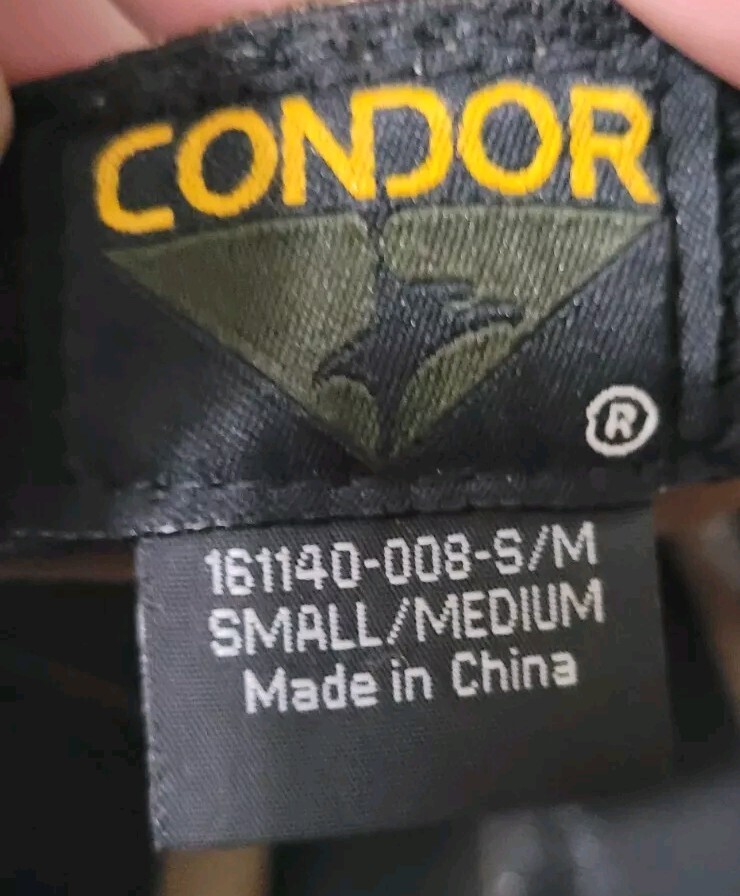 CONDOR
®
161140-008-S/M
SMALL/MEDIUM
Made in China